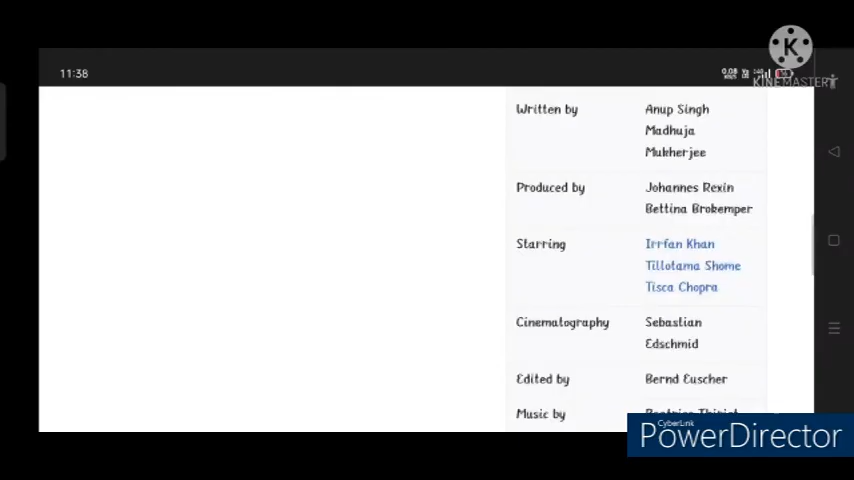 11:38
KINEMASTER
Written by Anup Singh
Madhuja
Mukherjee
Produced by Johannes Rexin
Bettina Brokemper
Starring Irrfan Khan
Tillotama Shome
Tisca Chopra
Cinematography Sebastian
Edschmid
Edited by Bernd Euscher
Music by
CyberLink
PowerDirector